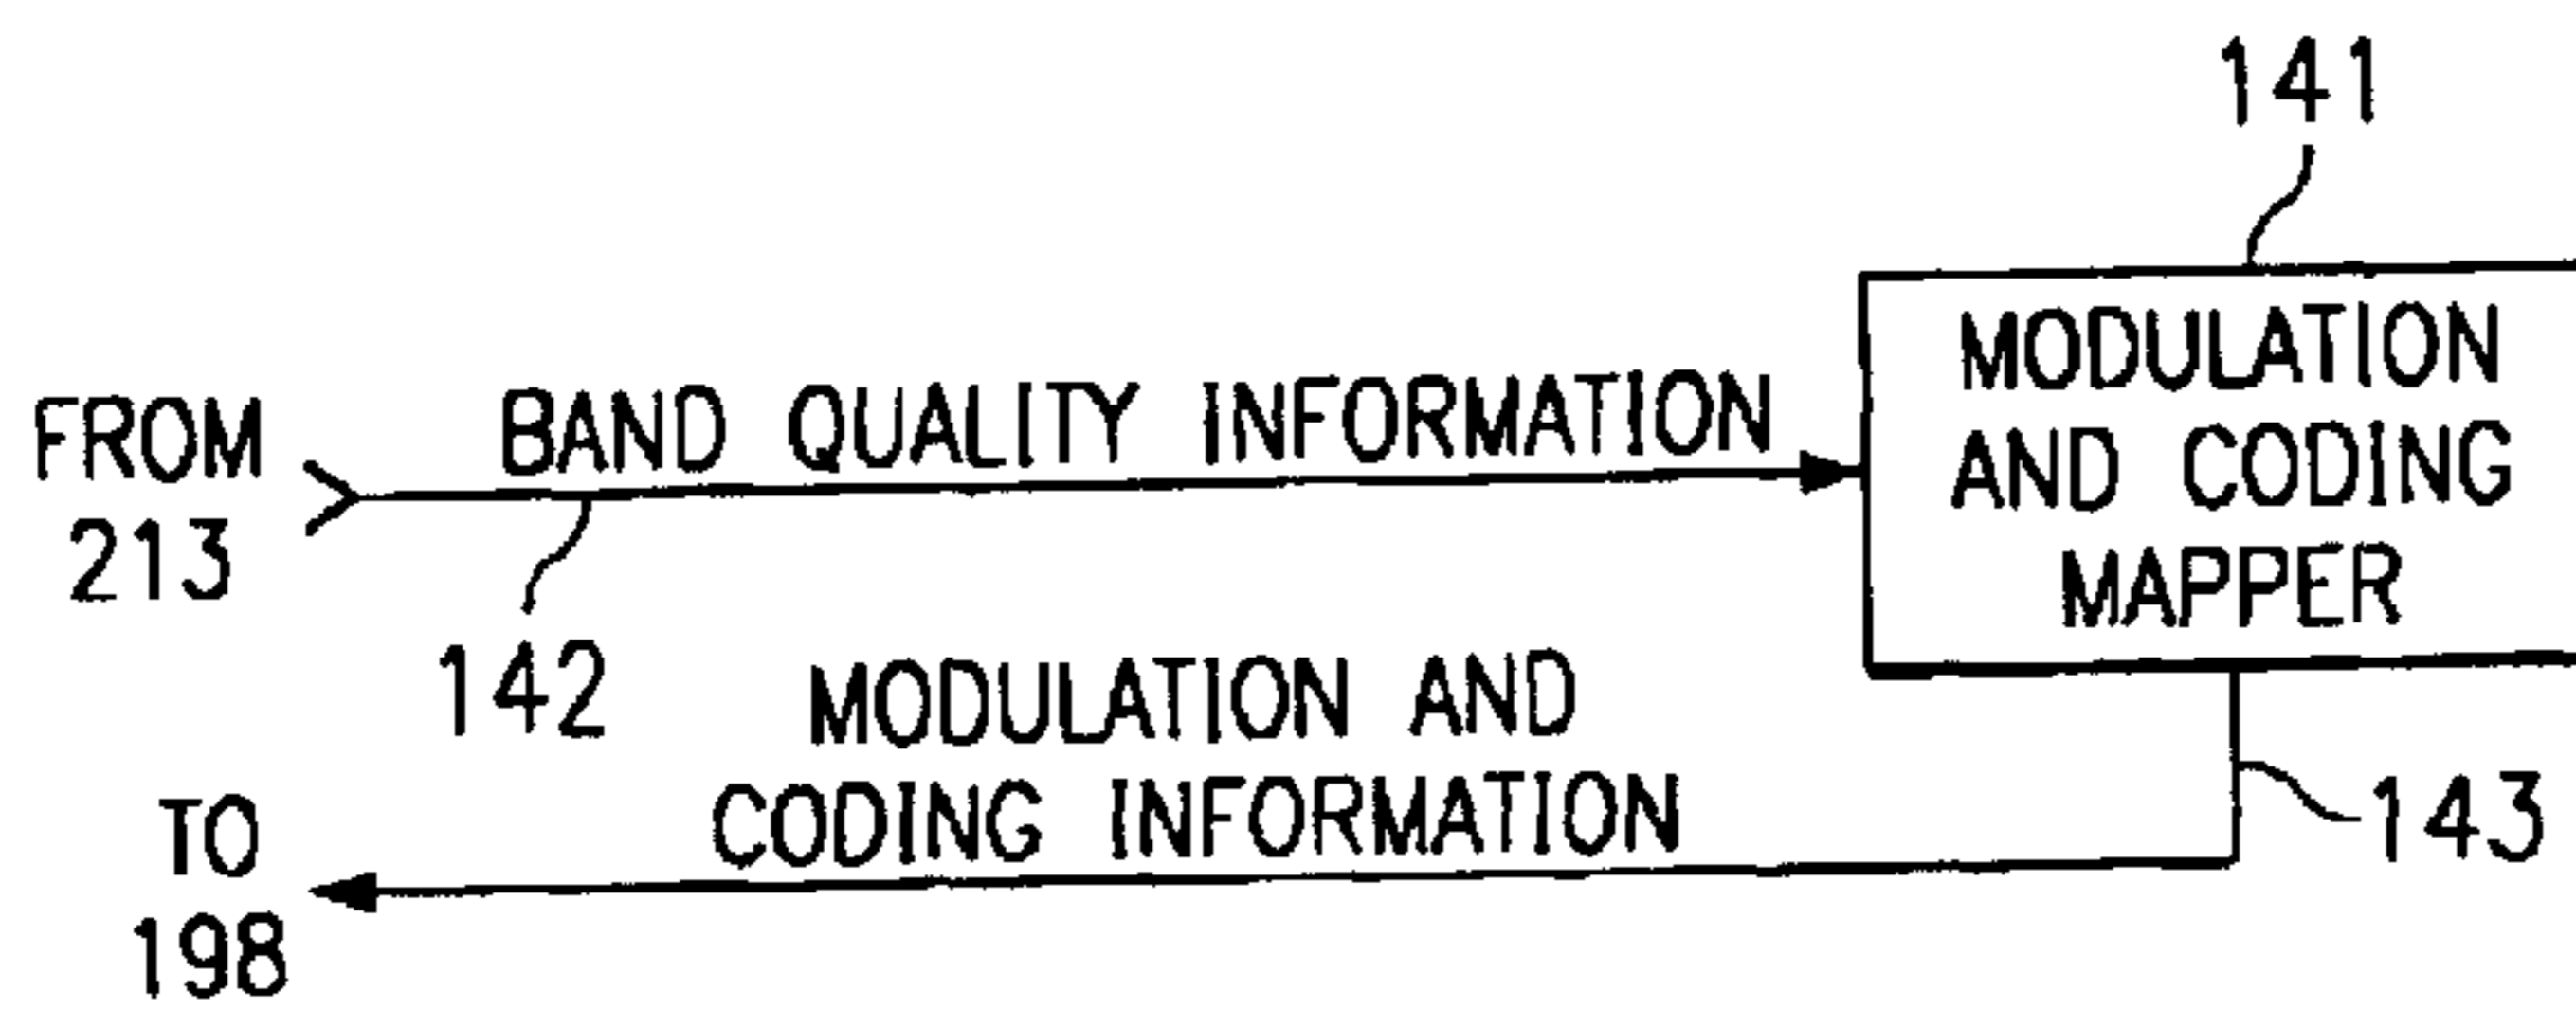 141
MODULATION
AND CODING
MAPPER
FROM
213
BAND QUALITY INFORMATION
142
MODULATION AND
CODING INFORMATION
143
TO
198